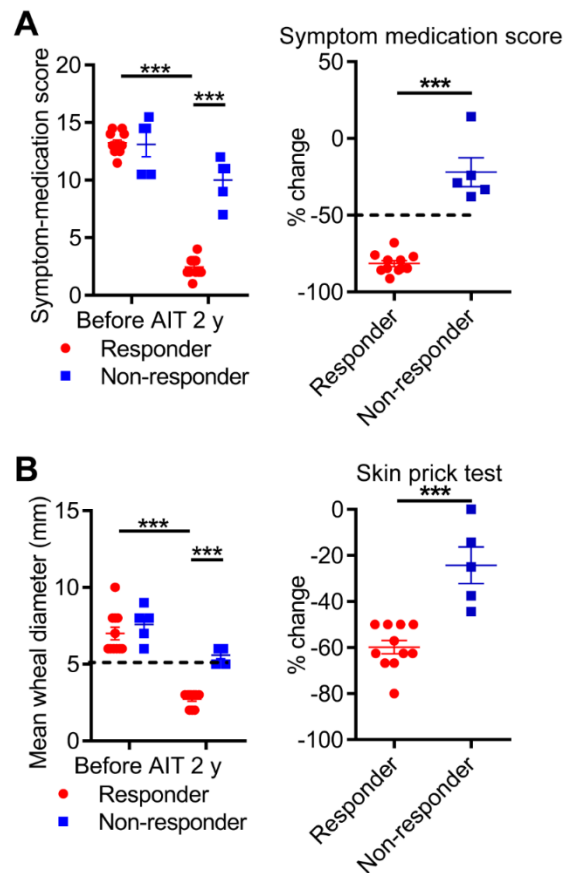 A
Symptom-medication score
20
15
10
5
0
***
***
Before AIT 2 y
Responder
Non-responder
Symptom medication score
% change
50
0
-50
-100
***
Responder
Non-responder
B
Mean wheal diameter (mm)
15
10
5
0
***
***
Before AIT 2 y
Responder
Non-responder
Skin prick test
% change
0
-20
-40
-60
-80
-100
***
Responder
Non-responder